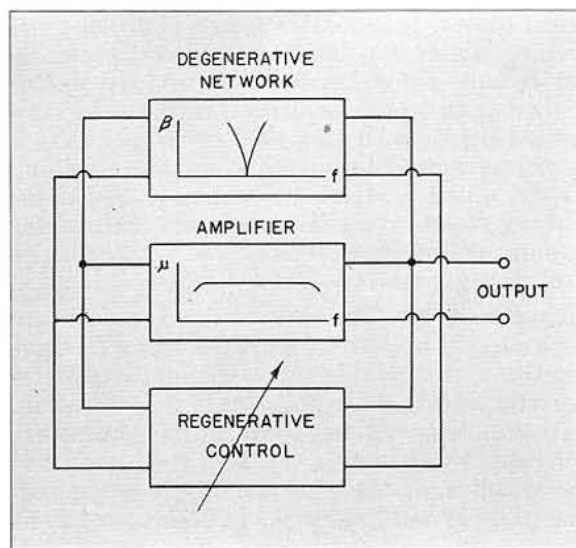 DEGENERATIVE
NETWORK
β
f
AMPLIFIER
μ
f
OUTPUT
REGENERATIVE
CONTROL